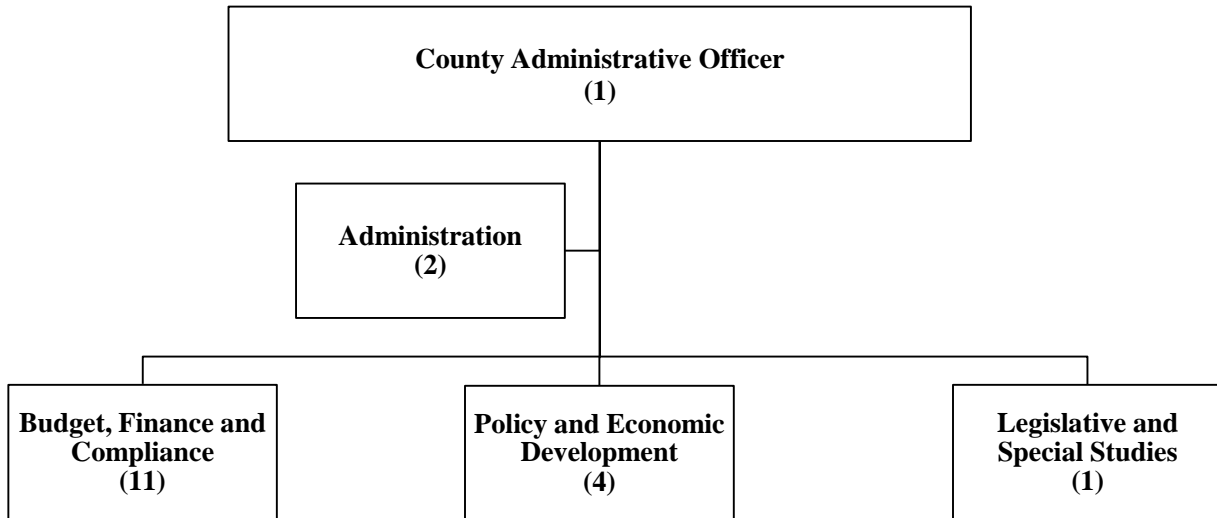 County Administrative Officer
(1)
Administration
(2)
Budget, Finance and
Compliance
(11)
Policy and Economic
Development
(4)
Legislative and
Special Studies
(1)